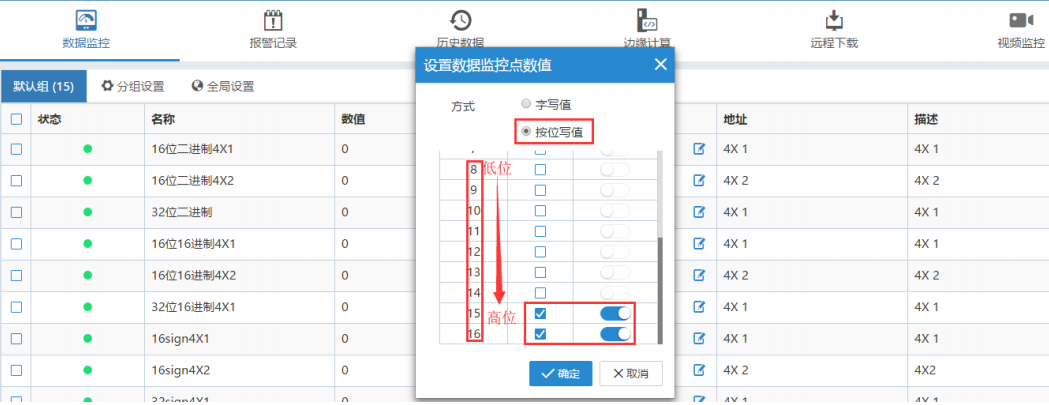 数据监控 报警记录 历史数据 边缘计算 远程下载 视频监控
设置数据监控点数值
默认组 (15) 分组设置 全局设置
方式 字写值
按位写值
状态 名称 数值 地址 描述
16位二进制4X1 0 4X 1 4X 1
8 低位
16位二进制4X2 0 4X 2 4X 2
9
32位二进制 0 4X 1 4X 1
10
11
16位16进制4X1 0 4X 1 4X 1
12
16位16进制4X2 0 4X 2 4X 2
13
14
32位16进制4X1 0 4X 1 4X 1
15 高位
16
16sign4X1 0 4X 1 4X 1
16sign4X2 0 4X 2 4X2
确定 取消
32sign4X1 0 4X 1 4X 1